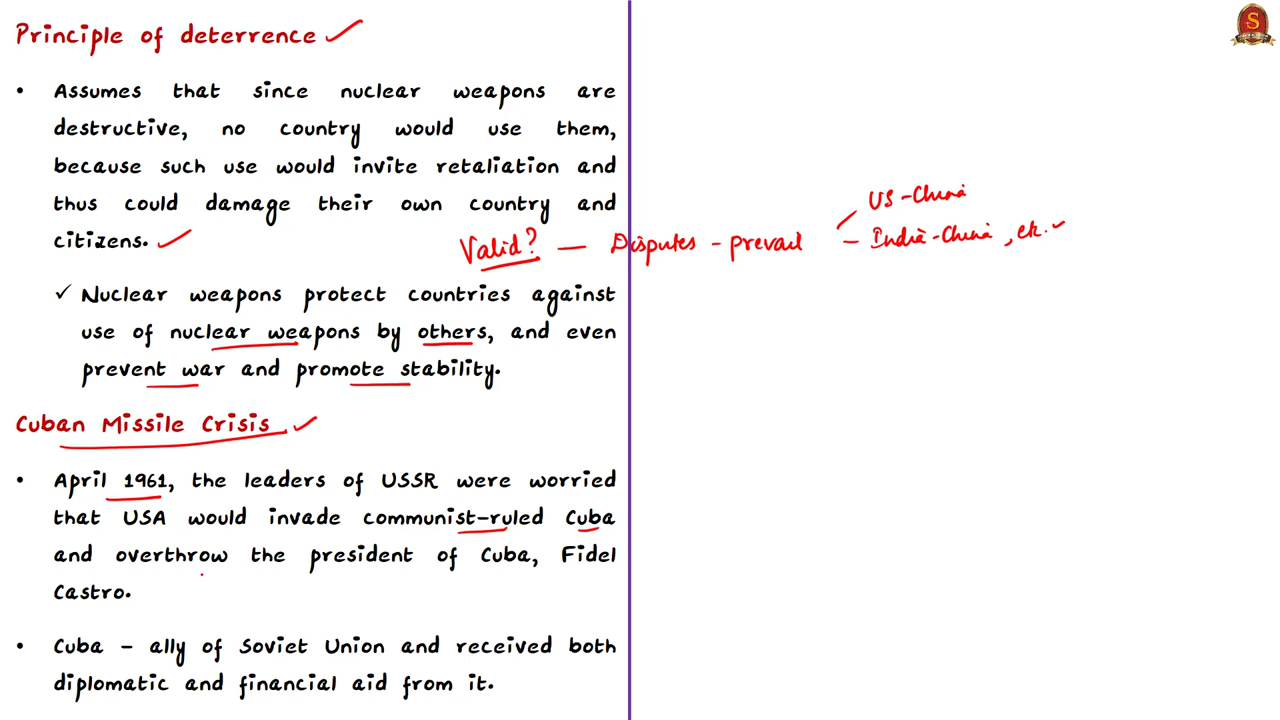 Principle of deterrence
• Assumes that since nuclear weapons are
destructive, no country would use them,
because such use would invite retaliation and
thus could damage their own country and
citizens.
Valid? — Disputes - prevail
US - China
- India - China, etc.
✓ Nuclear weapons protect countries against
use of nuclear weapons by others, and even
prevent war and promote stability.
Cuban Missile Crisis
• April 1961, the leaders of USSR were worried
that USA would invade communist-ruled Cuba
and overthrow the president of Cuba, Fidel
Castro.
• Cuba – ally of Soviet Union and received both
diplomatic and financial aid from it.
S